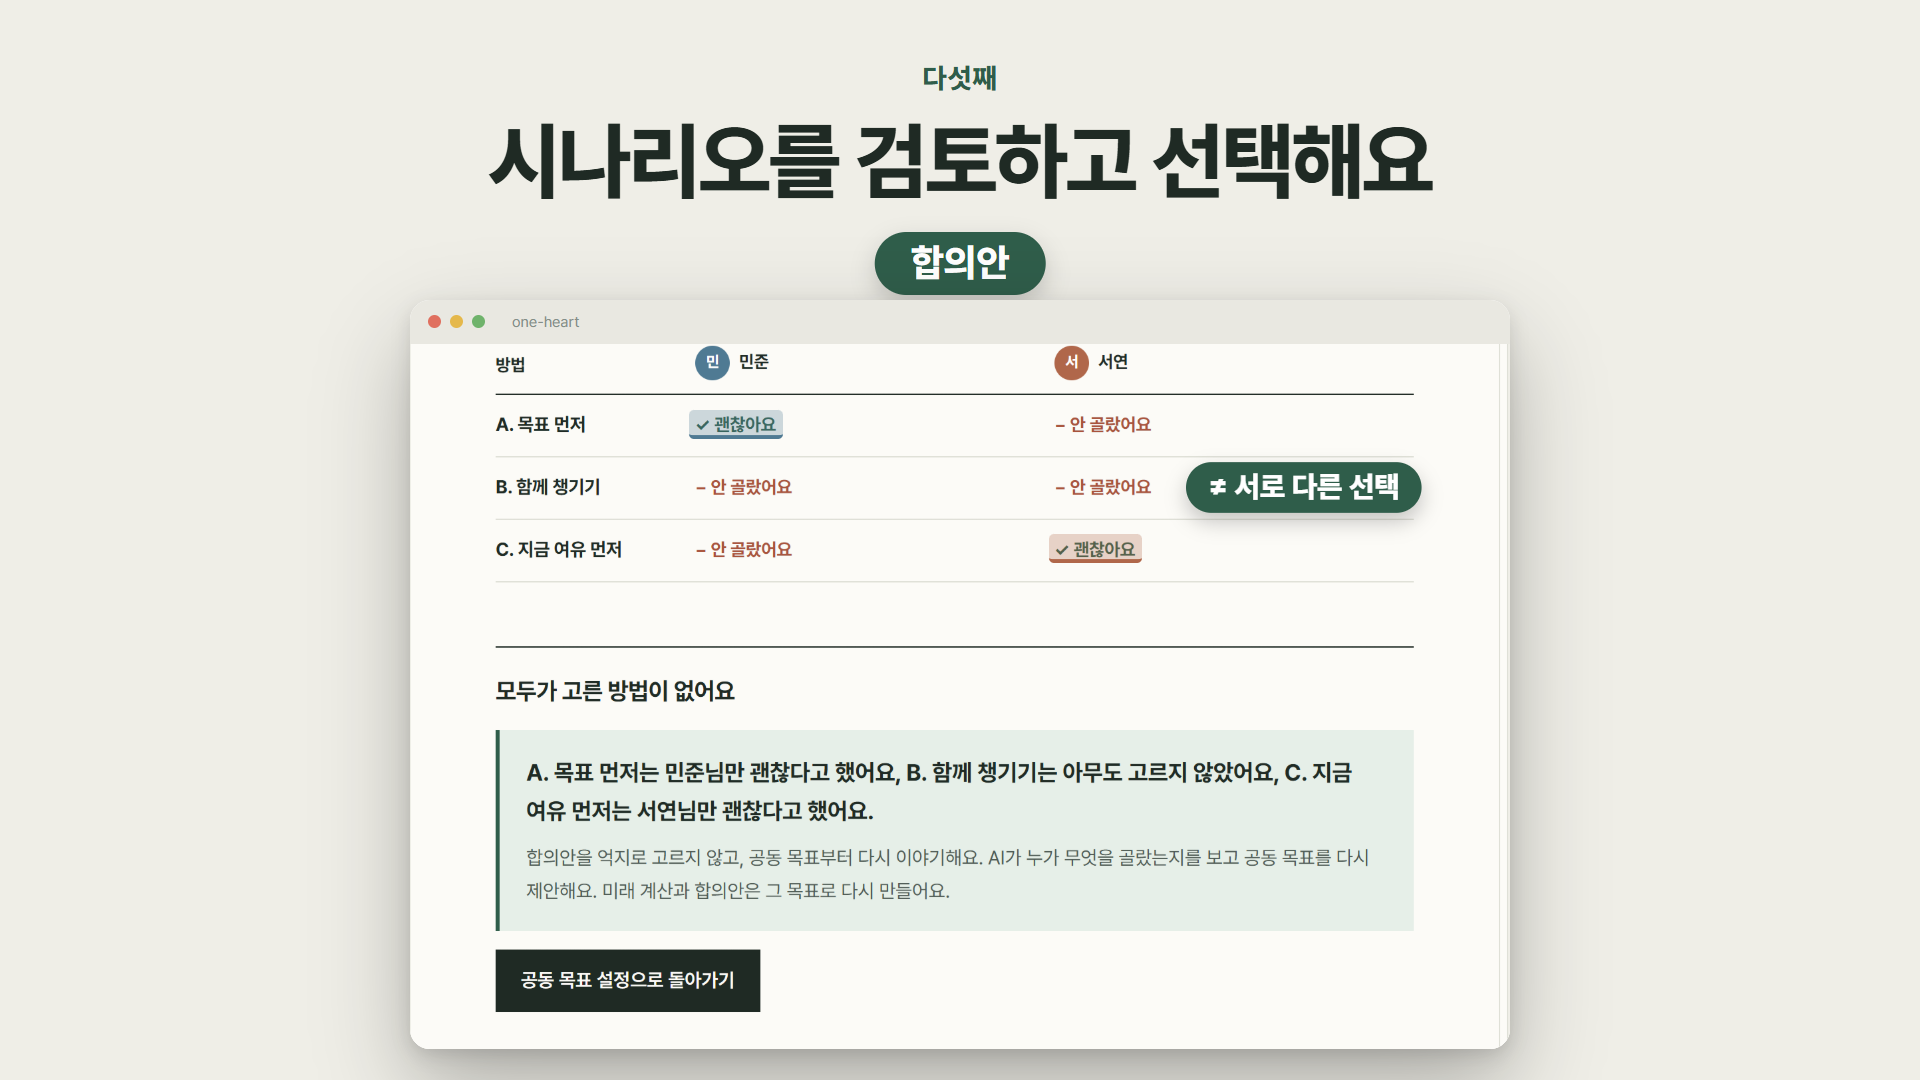 다섯째
시나리오를 검토하고 선택해요
합의안
one-heart
방법 민 민준 서 서연
A. 목표 먼저 ✓ 괜찮아요 – 안 골랐어요
B. 함께 챙기기 – 안 골랐어요 – 안 골랐어요 ≠ 서로 다른 선택
C. 지금 여유 먼저 – 안 골랐어요 ✓ 괜찮아요
모두가 고른 방법이 없어요
A. 목표 먼저는 민준님만 괜찮다고 했어요, B. 함께 챙기기는 아무도 고르지 않았어요, C. 지금
여유 먼저는 서연님만 괜찮다고 했어요.
합의안을 억지로 고르지 않고, 공동 목표부터 다시 이야기해요. AI가 누가 무엇을 골랐는지를 보고 공동 목표를 다시
제안해요. 미래 계산과 합의안은 그 목표로 다시 만들어요.
공동 목표 설정으로 돌아가기